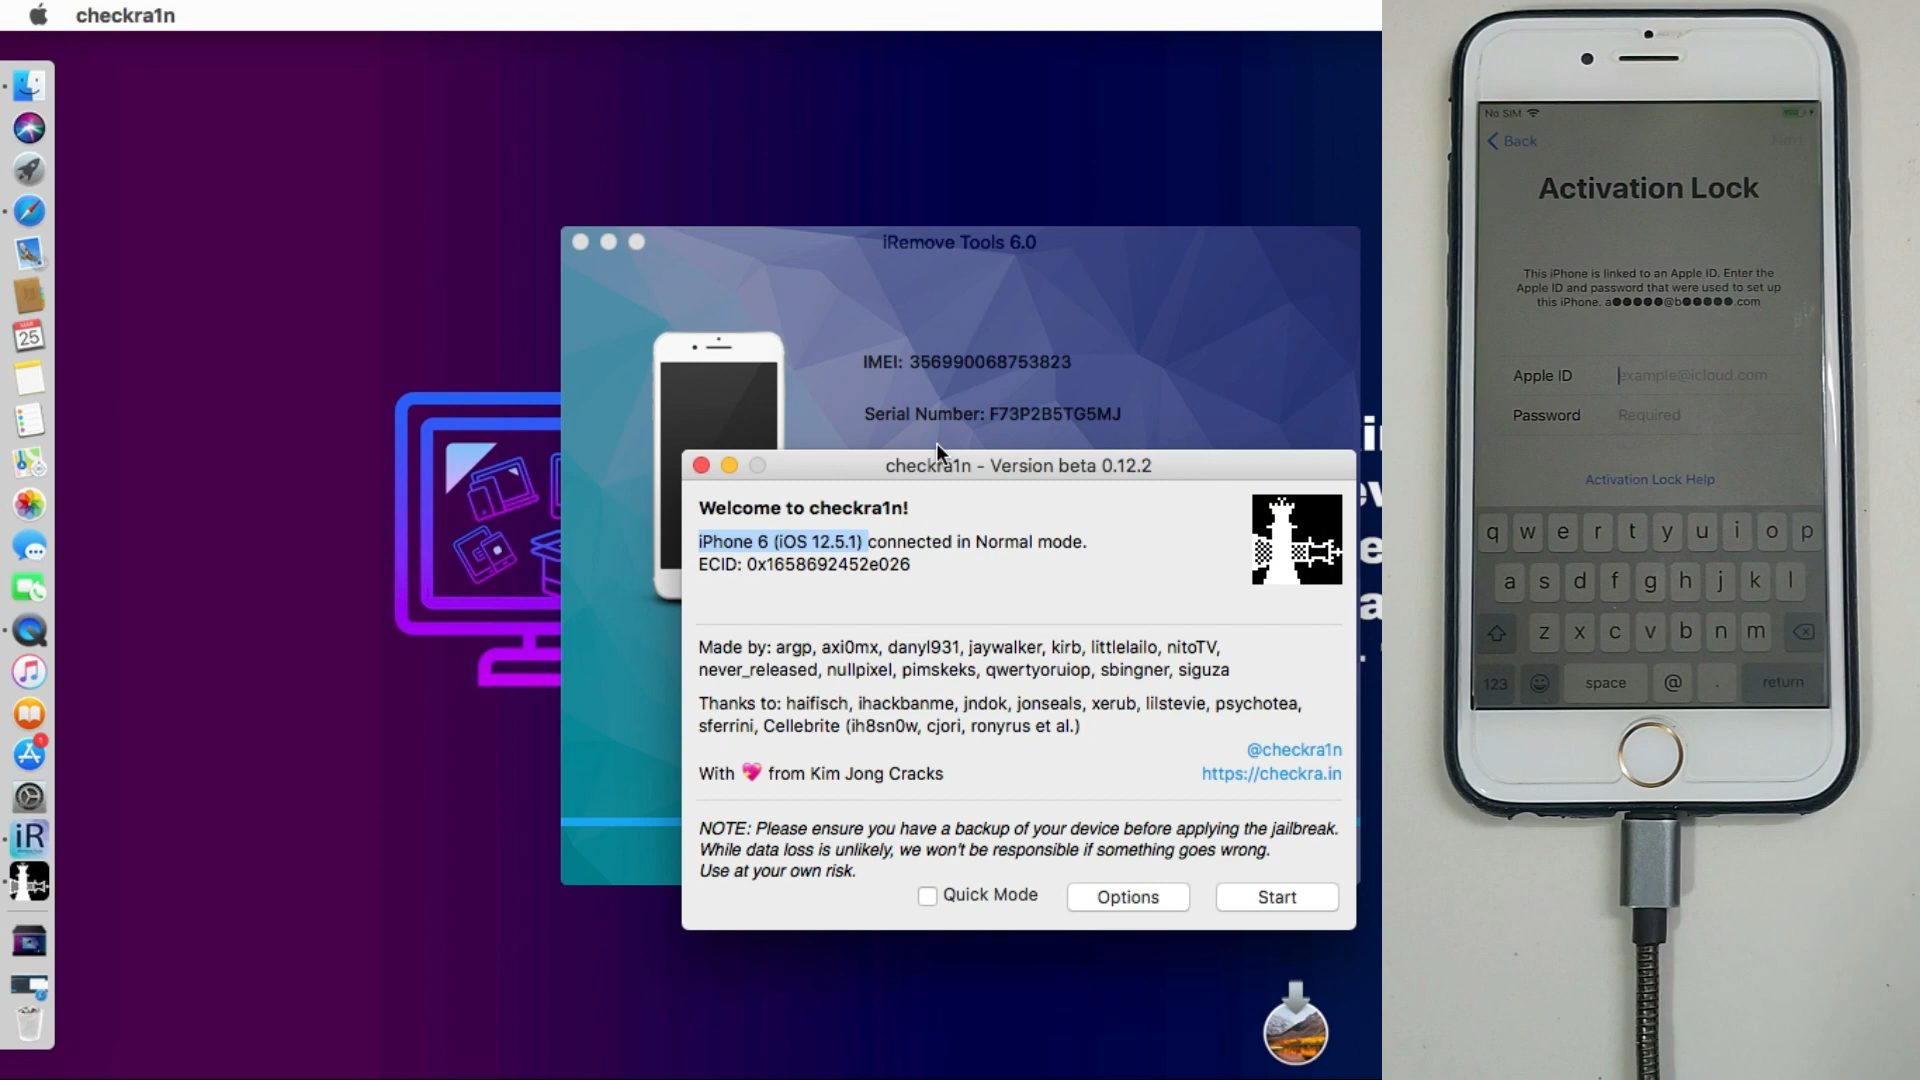 checkra1n
MAR
25
1
iR
iRemove Tools 6.0
IMEI: 356990068753823
Serial Number: F73P2B5TG5MJ
checkra1n - Version beta 0.12.2
Welcome to checkra1n!
iPhone 6 (iOS 12.5.1) connected in Normal mode.
ECID: 0x1658692452e026
Made by: argp, axi0mx, danyl931, jaywalker, kirb, littlelailo, nitoTV,
never_released, nullpixel, pimskeks, qwertyoruiop, sbingner, siguza
Thanks to: haifisch, ihackbanme, jndok, jonseals, xerub, lilstevie, psychotea,
sferrini, Cellebrite (ih8sn0w, cjori, ronyrus et al.)
@checkra1n
With 💖 from Kim Jong Cracks
https://checkra.in
NOTE: Please ensure you have a backup of your device before applying the jailbreak.
While data loss is unlikely, we won't be responsible if something goes wrong.
Use at your own risk.
Quick Mode
Options
Start
No SIM
Back
Next
Activation Lock
This iPhone is linked to an Apple ID. Enter the
Apple ID and password that were used to set up
this iPhone. a●●●●●@b●●●●●.com
Apple ID example@icloud.com
Password Required
Activation Lock Help
q w e r t y u i o p
a s d f g h j k l
z x c v b n m
123 space @ . return